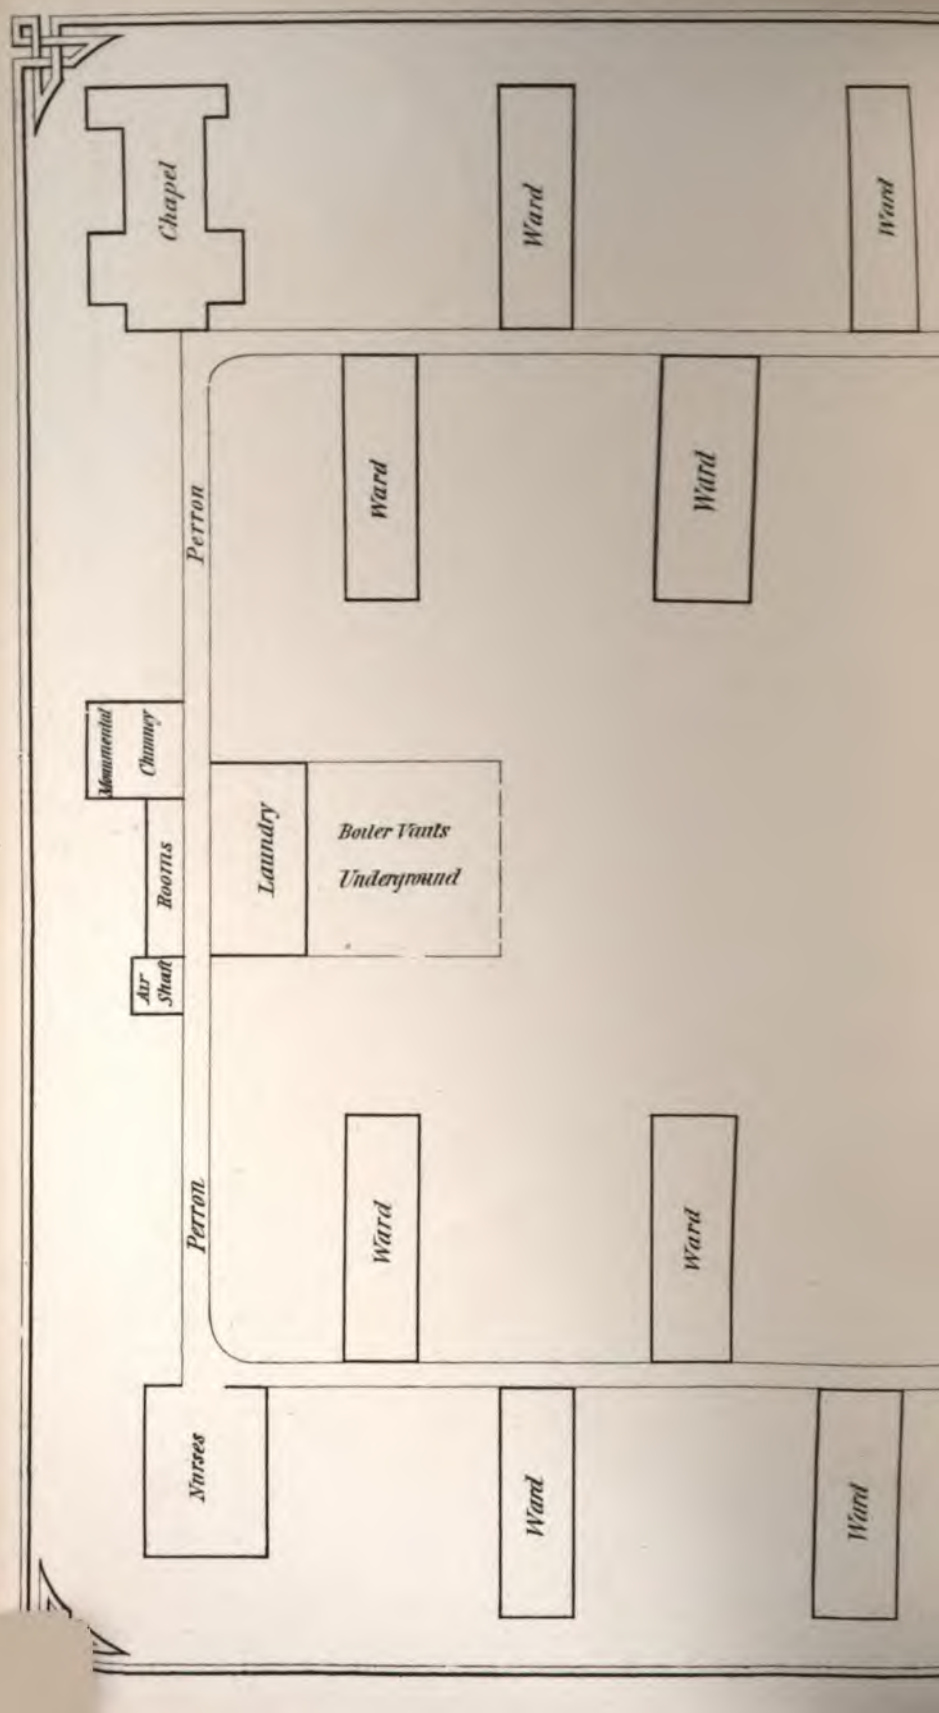 Chapel
Ward
Ward
Perron
Ward
Ward
Monumental
Chimney
Rooms
Air
Shaft
Laundry
Boiler Vaults
Underground
Perron
Ward
Ward
Nurses
Ward
Ward